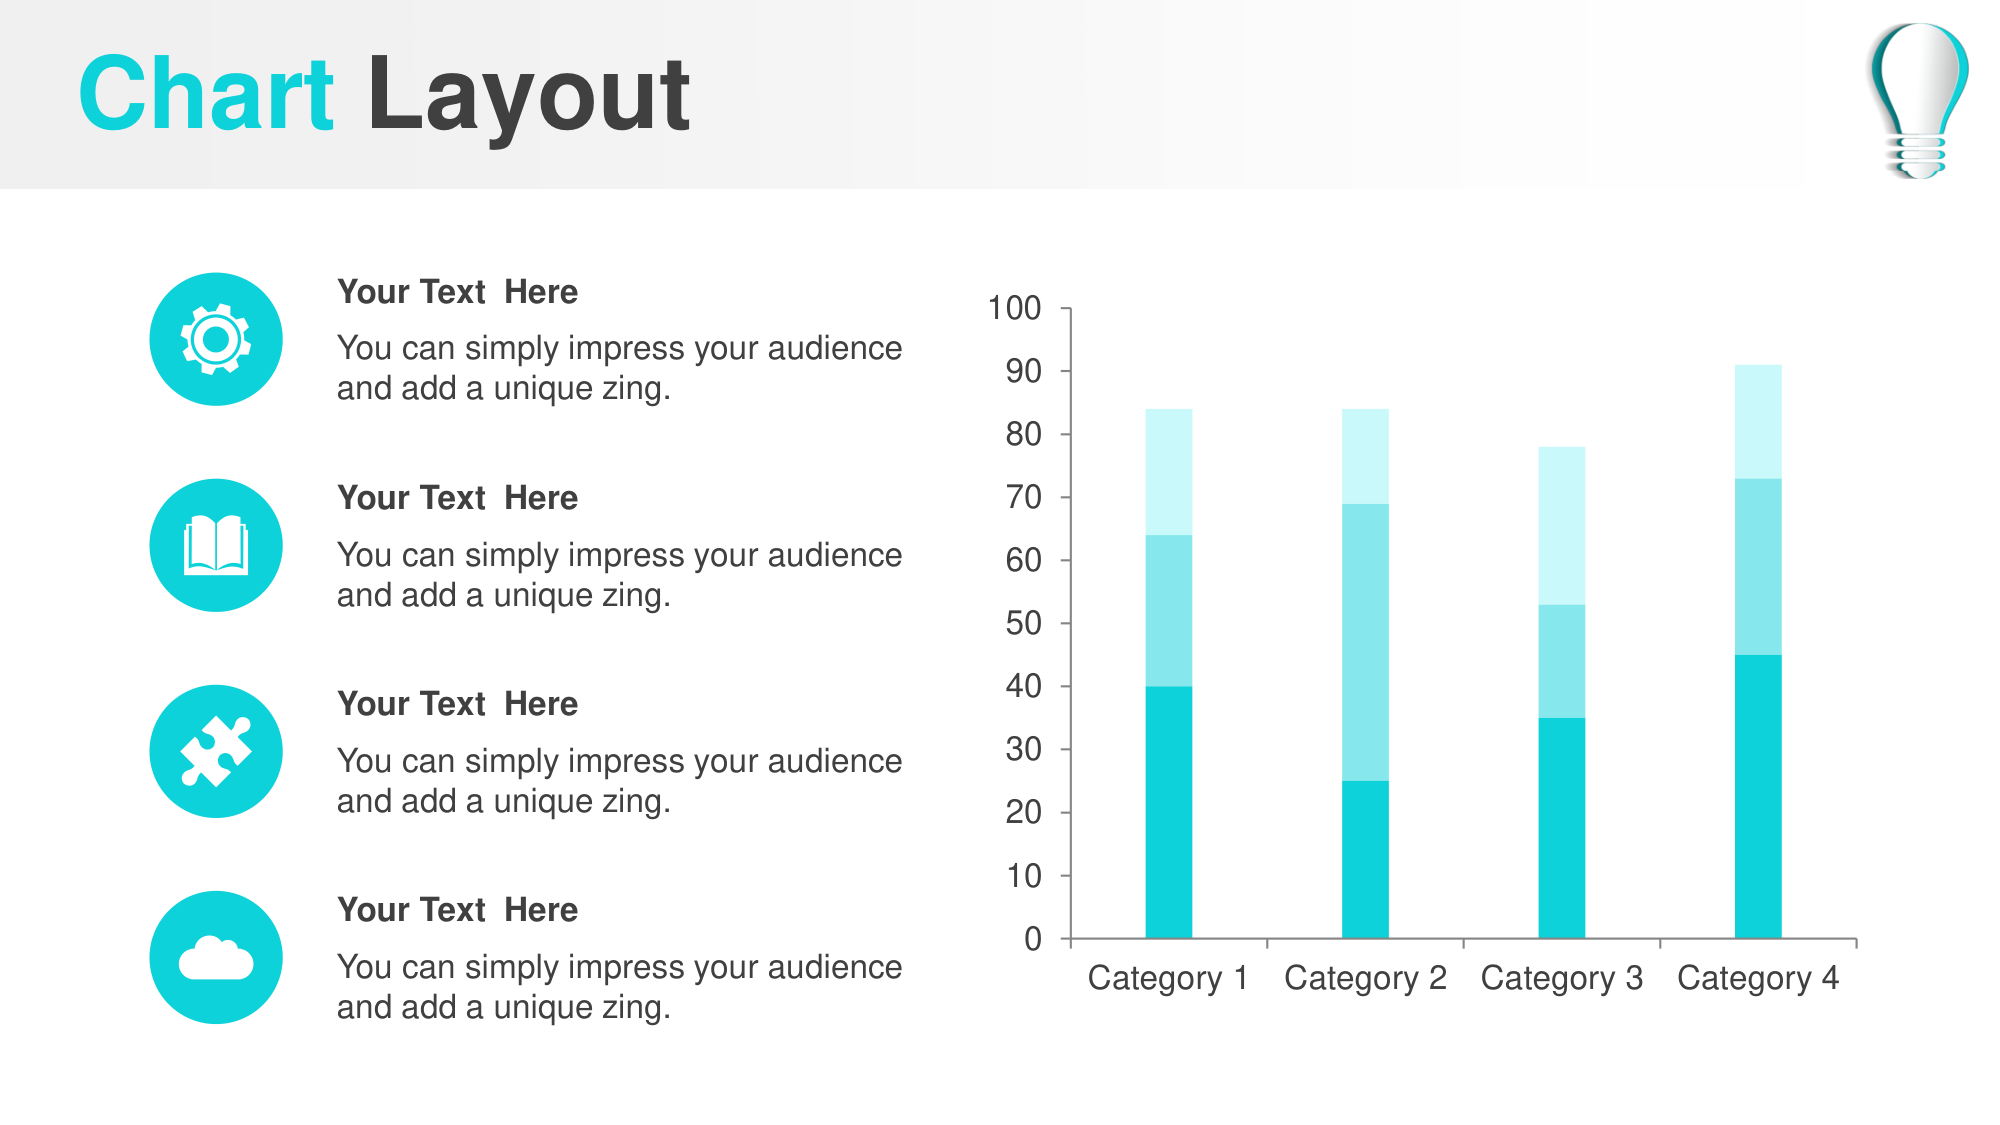 Chart Layout
Your Text  Here
You can simply impress your audience
and add a unique zing.
Your Text  Here
You can simply impress your audience
and add a unique zing.
Your Text  Here
You can simply impress your audience
and add a unique zing.
Your Text  Here
You can simply impress your audience
and add a unique zing.
100
90
80
70
60
50
40
30
20
10
0
Category 1 Category 2 Category 3 Category 4